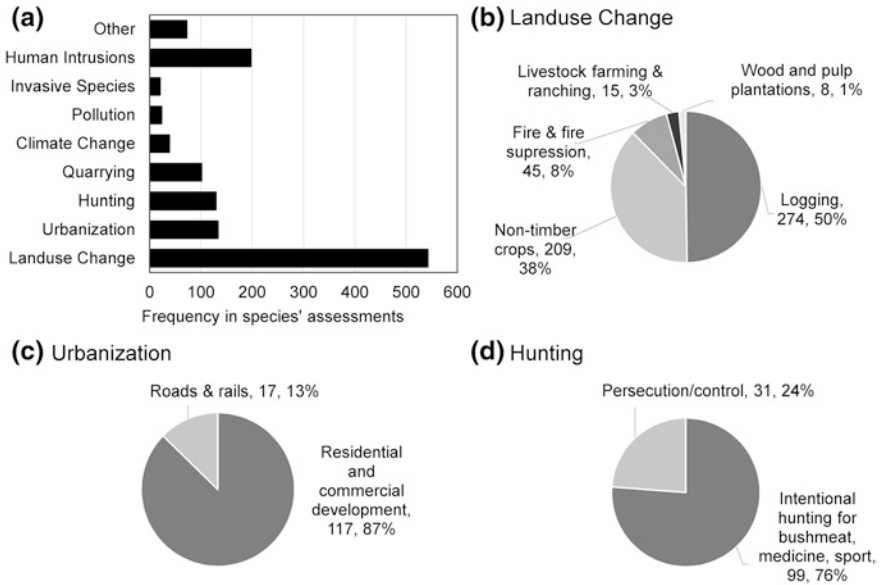 (a)
Other
Human Intrusions
Invasive Species
Pollution
Climate Change
Quarrying
Hunting
Urbanization
Landuse Change
0 100 200 300 400 500 600
Frequency in species' assessments
(b) Landuse Change
Livestock farming &
ranching, 15, 3%
Wood and pulp
plantations, 8, 1%
Fire & fire
supression,
45, 8%
Non-timber
crops, 209,
38%
Logging,
274, 50%
(c) Urbanization
Roads & rails, 17, 13%
Residential
and
commercial
development,
117, 87%
(d) Hunting
Persecution/control, 31, 24%
Intentional
hunting for
bushmeat,
medicine, sport,
99, 76%